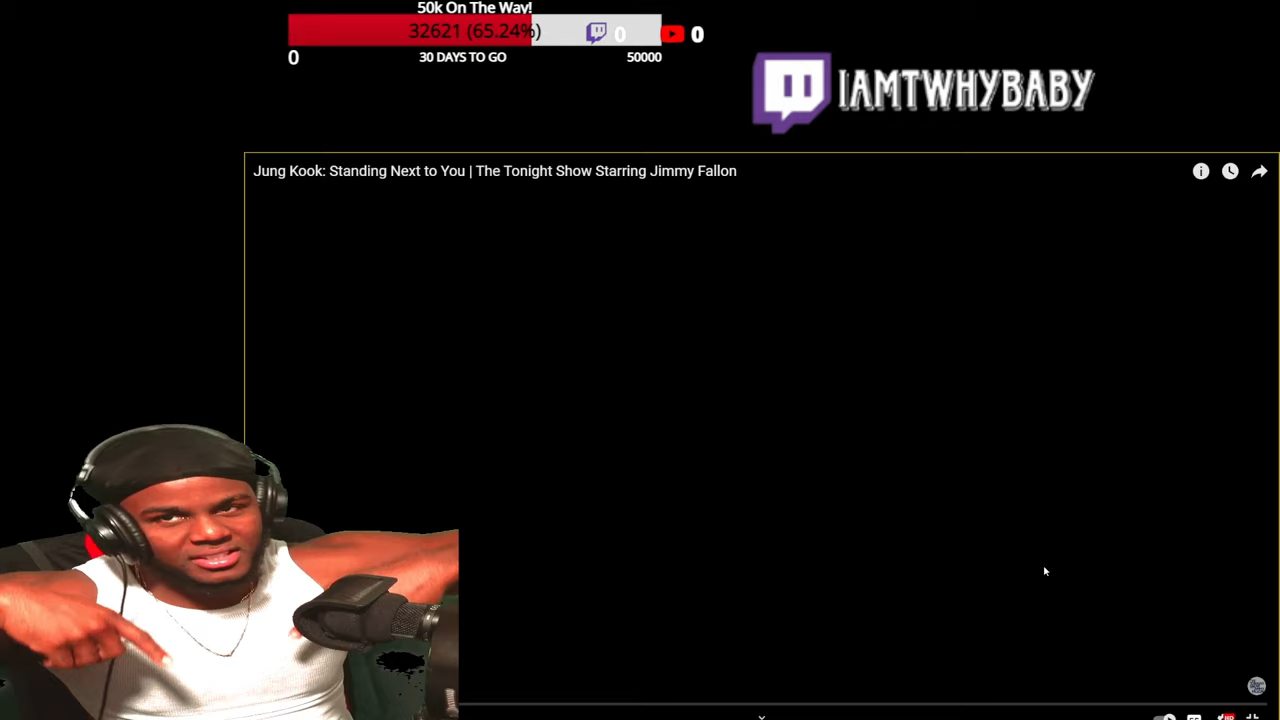 50k On The Way!
32621 (65.24%)
0
0
0
30 DAYS TO GO
50000
IAMTWHYBABY
Jung Kook: Standing Next to You | The Tonight Show Starring Jimmy Fallon